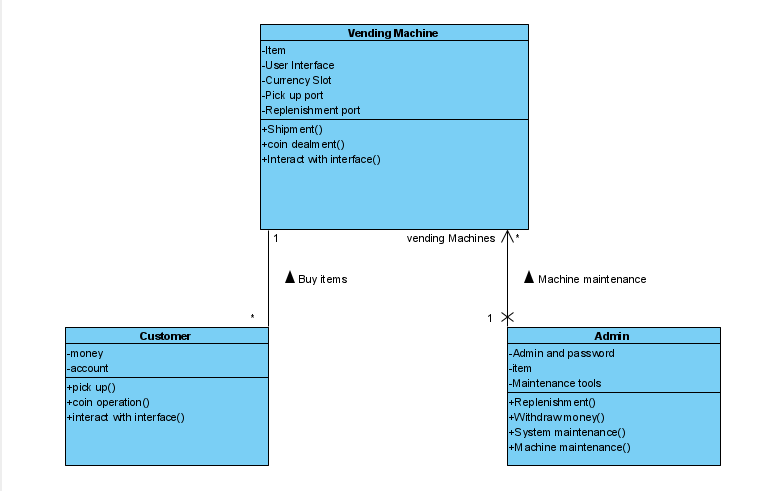 Vending Machine
-Item
-User Interface
-Currency Slot
-Pick up port
-Replenishment port
+Shipment()
+coin dealment()
+Interact with interface()
1
vending Machines
*
Buy items
Machine maintenance
*
1
Customer
-money
-account
+pick up()
+coin operation()
+interact with interface()
Admin
-Admin and password
-item
-Maintenance tools
+Replenishment()
+Withdraw money()
+System maintenance()
+Machine maintenance()